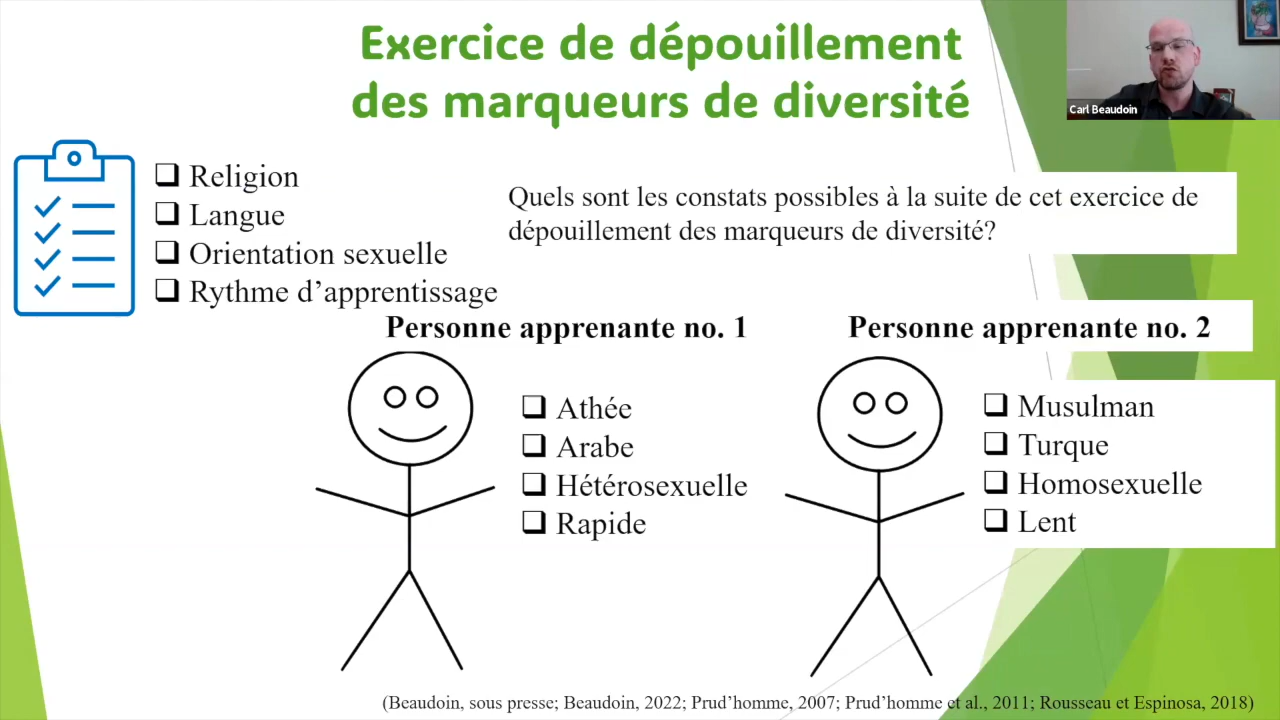 Exercice de dépouillement
des marqueurs de diversité
Carl Beaudoin
❑ Religion
❑ Langue
❑ Orientation sexuelle
❑ Rythme d’apprentissage
Quels sont les constats possibles à la suite de cet exercice de
dépouillement des marqueurs de diversité?
Personne apprenante no. 1
❑ Athée
❑ Arabe
❑ Hétérosexuelle
❑ Rapide
Personne apprenante no. 2
❑ Musulman
❑ Turque
❑ Homosexuelle
❑ Lent
(Beaudoin, sous presse; Beaudoin, 2022; Prud’homme, 2007; Prud’homme et al., 2011; Rousseau et Espinosa, 2018)